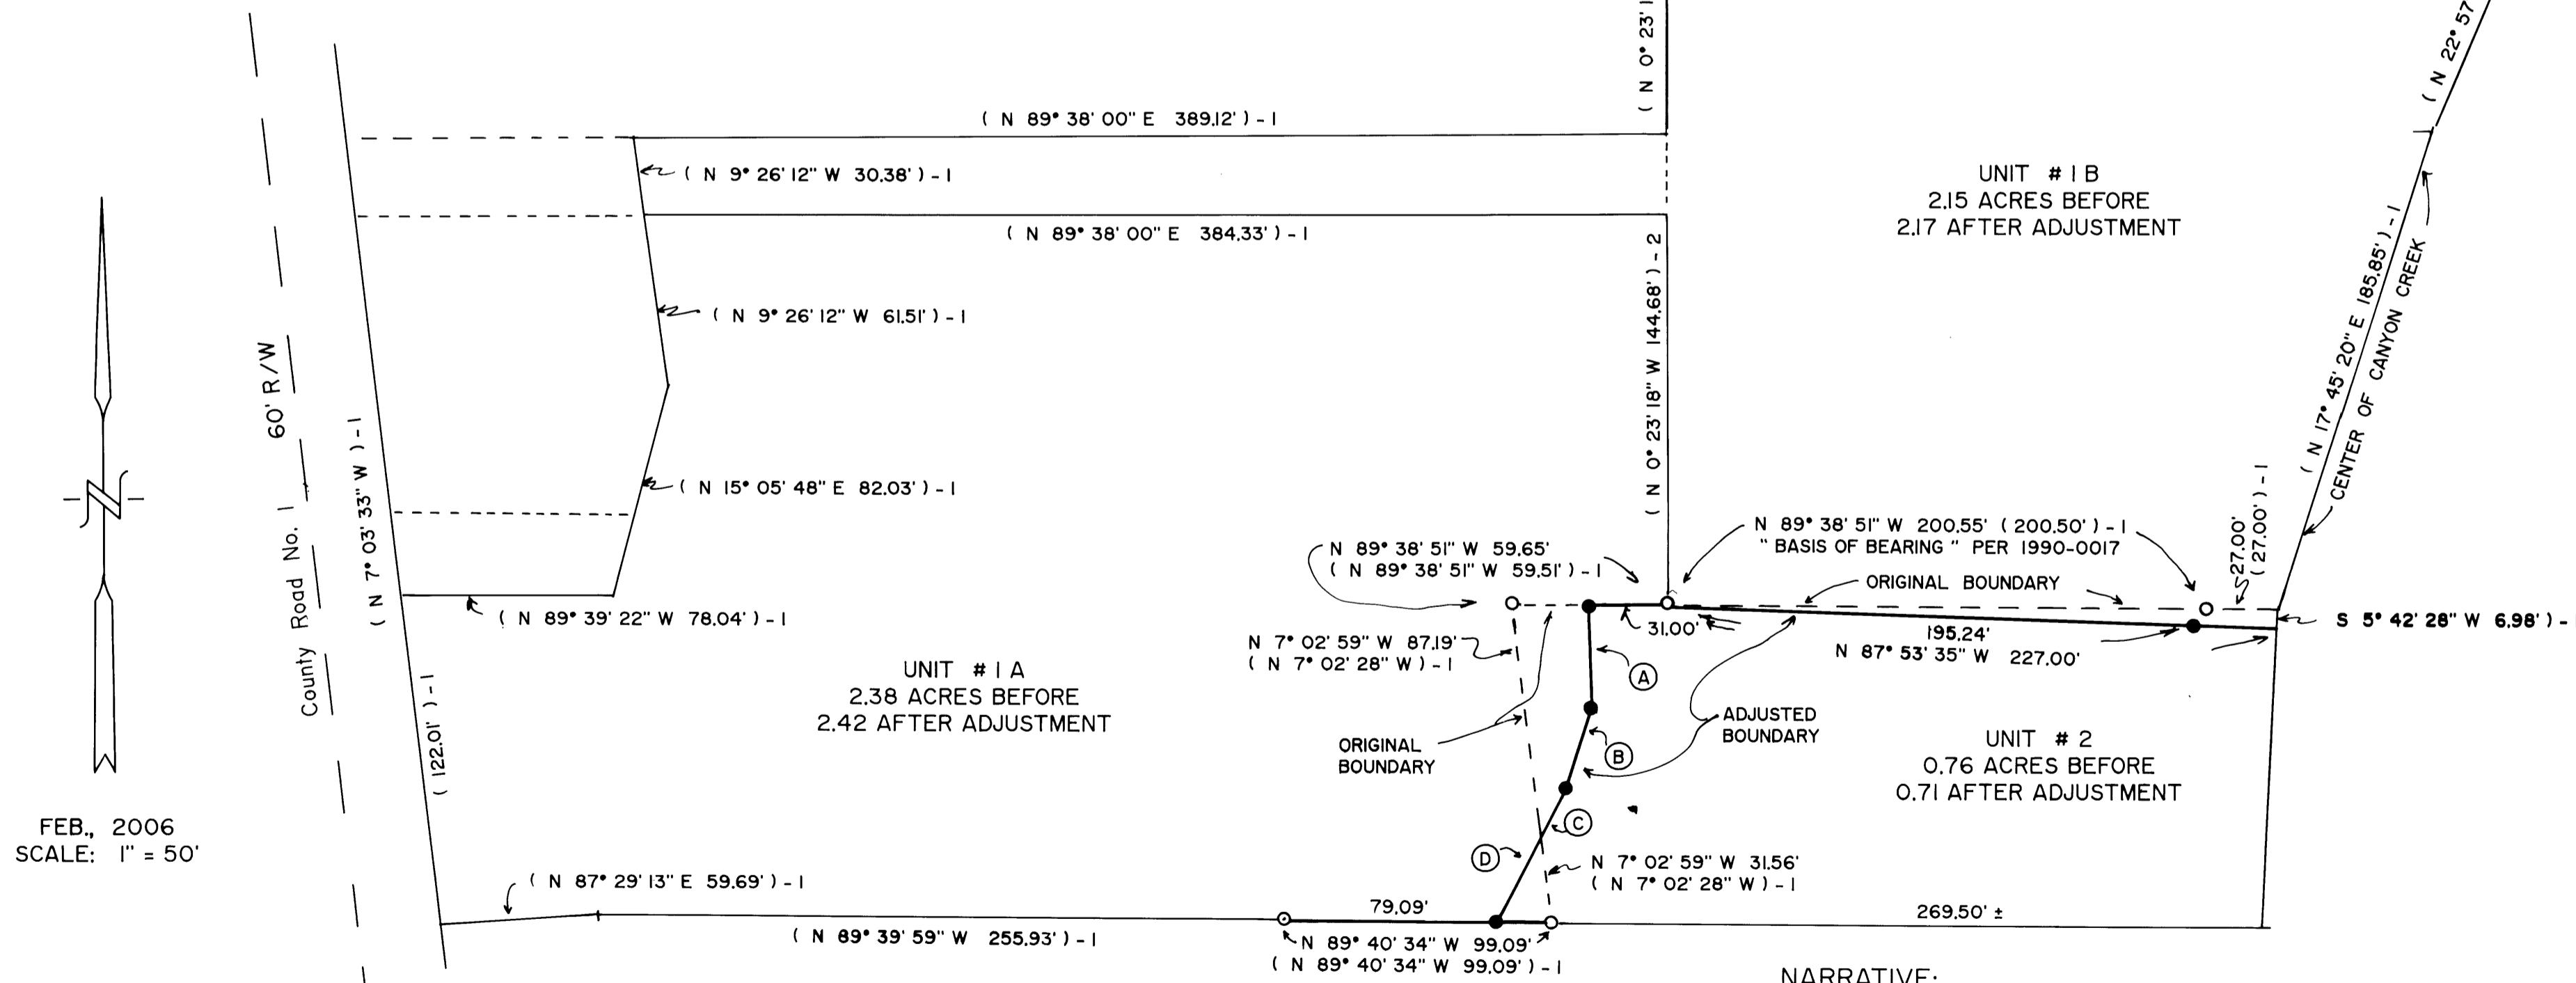 ( N 0° 23' 1
( N 22° 57
( N 89° 38' 00" E 389.12' ) - 1
( N 9° 26' 12" W 30.38' ) - 1
( N 89° 38' 00" E 384.33' ) - 1
( N 9° 26' 12" W 61.51' ) - 1
( N 15° 05' 48" E 82.03' ) - 1
( N 89° 39' 22" W 78.04' ) - 1
60' R/W
County Road No. 1
( N 7° 03' 33" W ) - 1
( 122.01' ) - 1
( N 0° 23' 18" W 144.68' ) - 2
UNIT # 1 B
2.15 ACRES BEFORE
2.17 AFTER ADJUSTMENT
( N 17° 45' 20" E 185.85' ) - 1
CENTER OF CANYON CREEK
27.00'
( 27.00' ) - 1
N 89° 38' 51" W 200.55' ( 200.50' ) - 1
" BASIS OF BEARING " PER 1990-0017
ORIGINAL BOUNDARY
N 89° 38' 51" W 59.65'
( N 89° 38' 51" W 59.51' ) - 1
31.00'
195.24'
N 87° 53' 35" W 227.00'
S 5° 42' 28" W 6.98' ) -
N 7° 02' 59" W 87.19'
( N 7° 02' 28" W ) - 1
UNIT # 1 A
2.38 ACRES BEFORE
2.42 AFTER ADJUSTMENT
A
B
C
D
ORIGINAL
BOUNDARY
ADJUSTED
BOUNDARY
UNIT # 2
0.76 ACRES BEFORE
0.71 AFTER ADJUSTMENT
N
FEB., 2006
SCALE: 1" = 50'
( N 87° 29' 13" E 59.69' ) - 1
( N 89° 39' 59" W 255.93' ) - 1
79.09'
N 89° 40' 34" W 99.09'
( N 89° 40' 34" W 99.09' ) - 1
N 7° 02' 59" W 31.56'
( N 7° 02' 28" W ) - 1
269.50' ±
NARRATIVE: